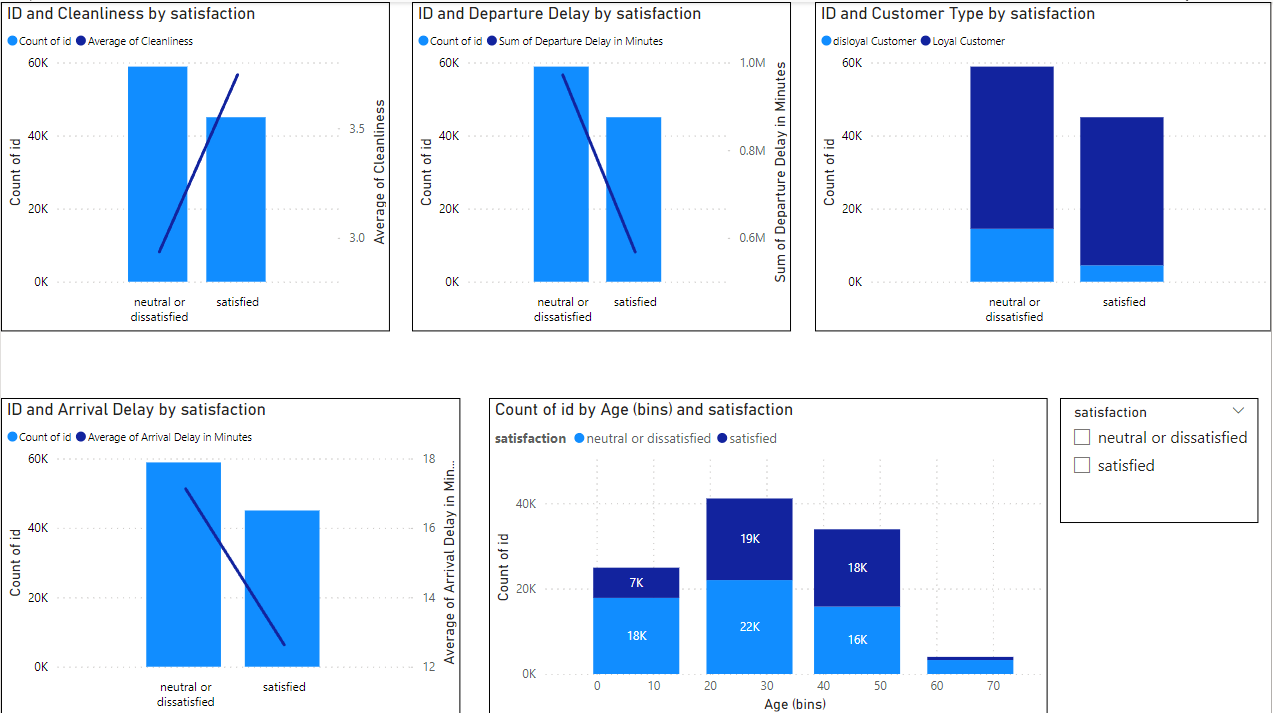 ID and Cleanliness by satisfaction
Count of id Average of Cleanliness
60K
40K
20K
0K
Count of id
3.5
3.0
Average of Cleanliness
neutral or
dissatisfied
satisfied
ID and Departure Delay by satisfaction
Count of id Sum of Departure Delay in Minutes
60K
40K
20K
0K
Count of id
1.0M
0.8M
0.6M
Sum of Departure Delay in Minutes
neutral or
dissatisfied
satisfied
ID and Customer Type by satisfaction
disloyal Customer Loyal Customer
60K
40K
20K
0K
Count of id
neutral or
dissatisfied
satisfied
ID and Arrival Delay by satisfaction
Count of id Average of Arrival Delay in Minutes
60K
40K
20K
0K
Count of id
18
16
14
12
Average of Arrival Delay in Min...
neutral or
dissatisfied
satisfied
Count of id by Age (bins) and satisfaction
satisfaction neutral or dissatisfied satisfied
40K
20K
0K
Count of id
7K
18K
19K
22K
18K
16K
0 10 20 30 40 50 60 70
Age (bins)
satisfaction
neutral or dissatisfied
satisfied